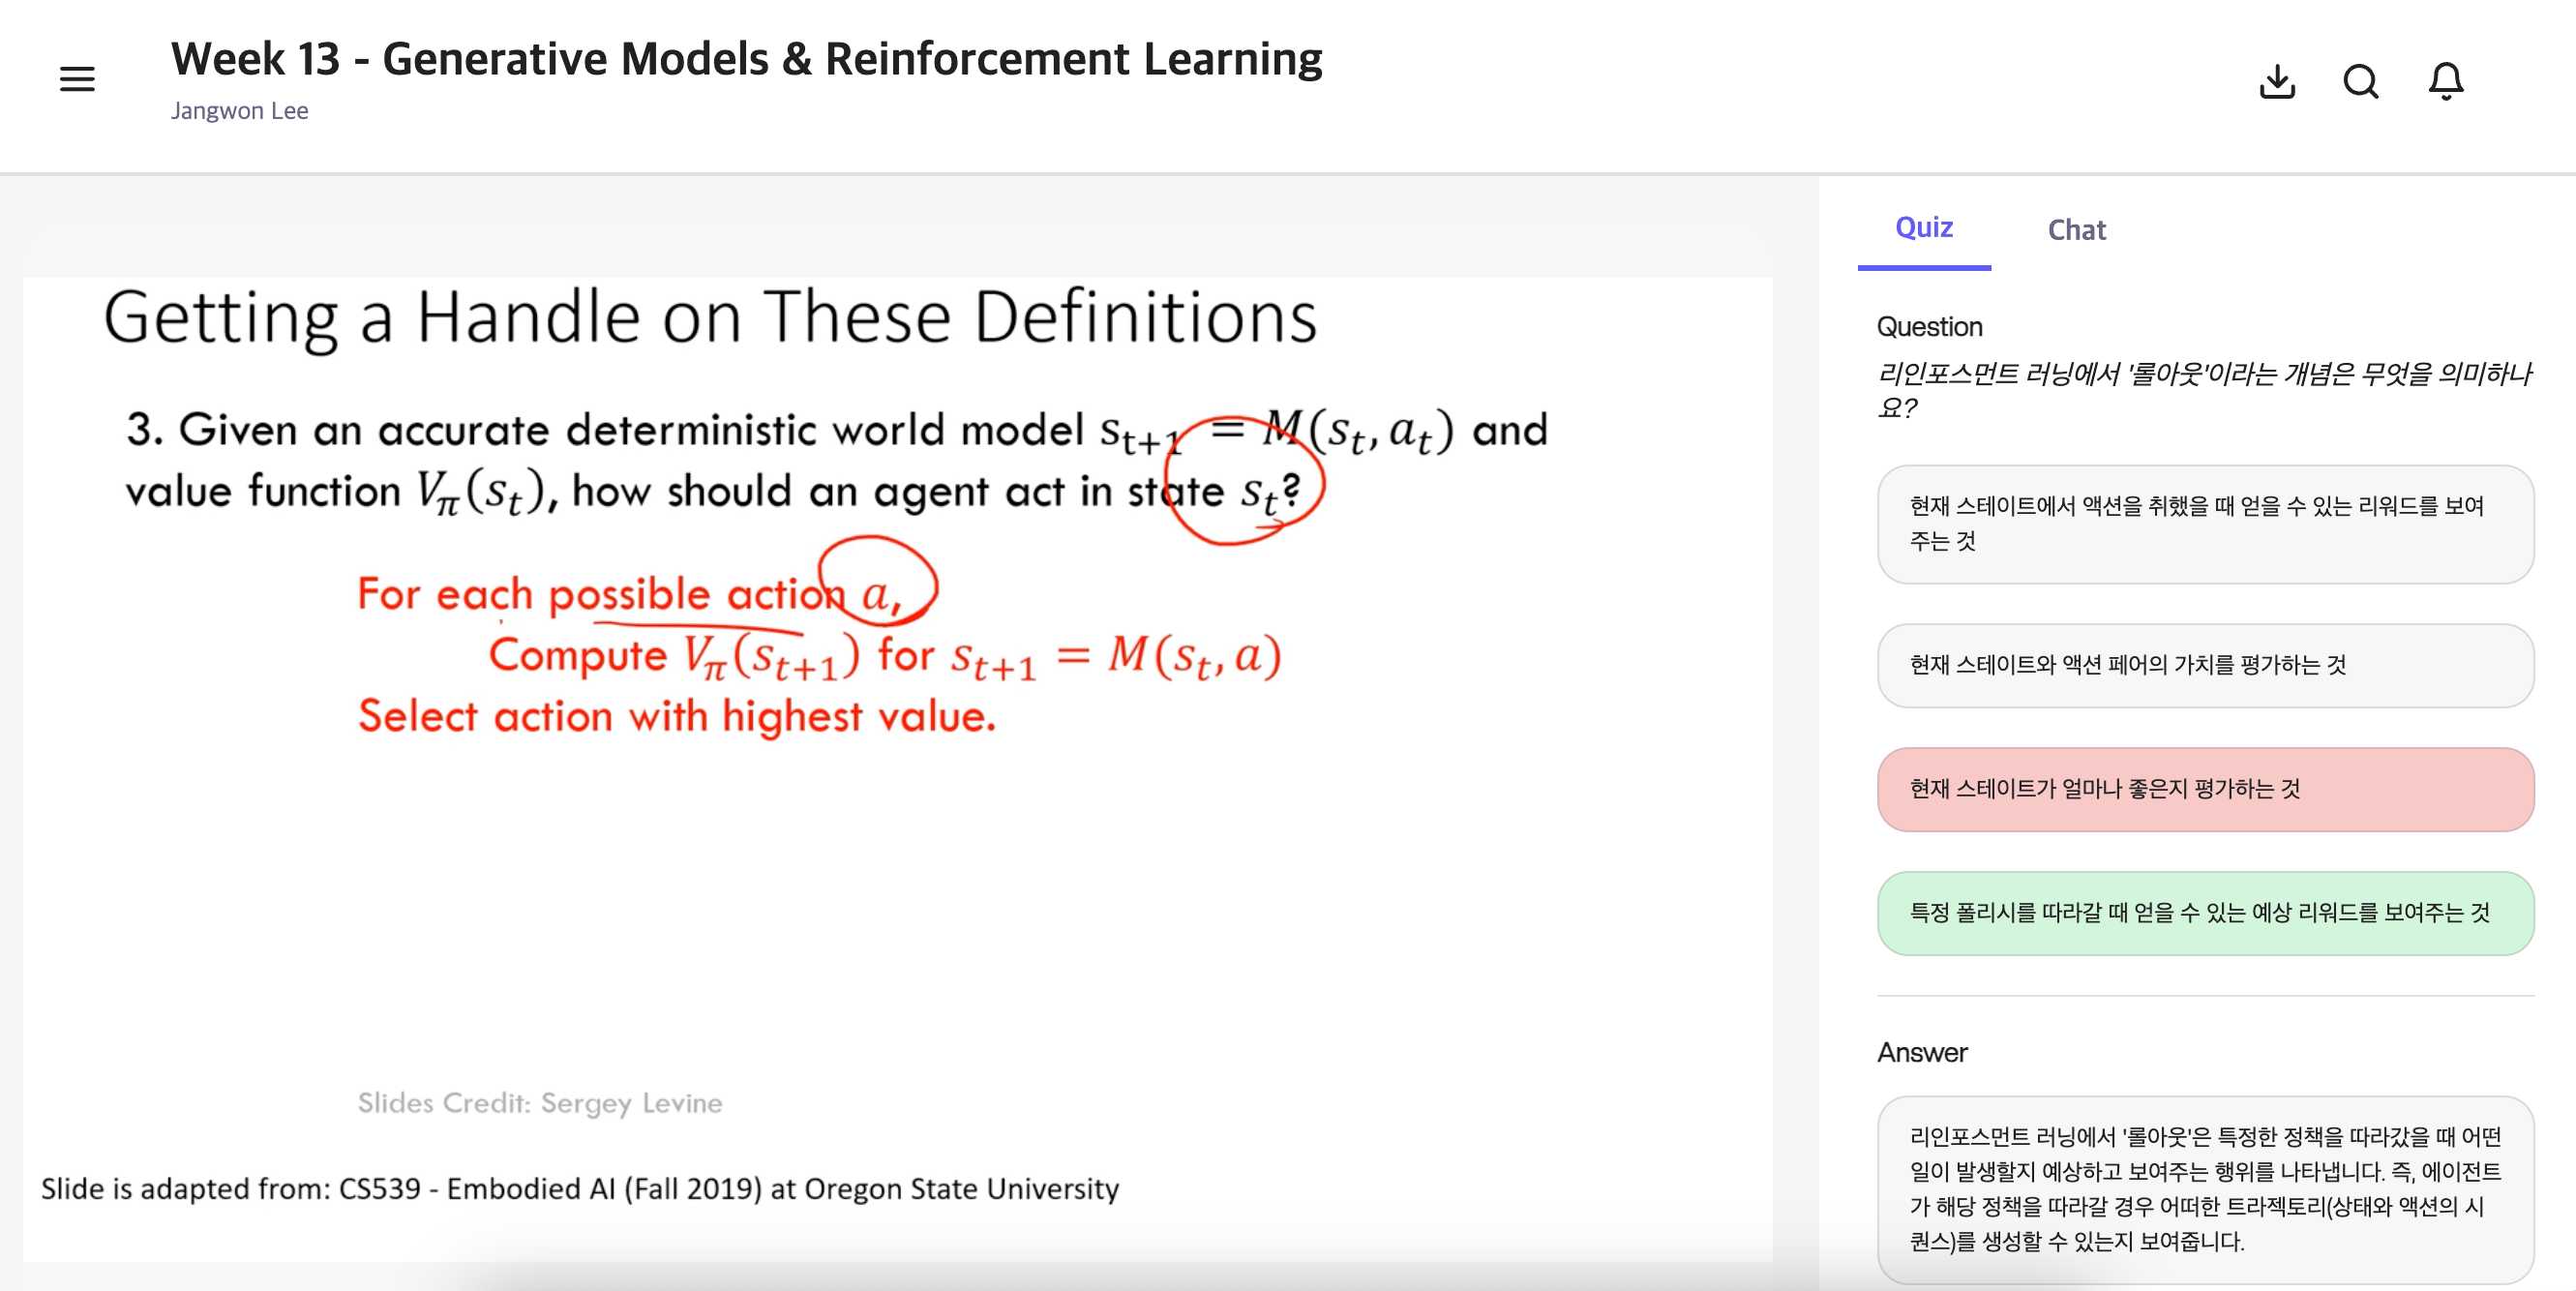 Week 13 - Generative Models & Reinforcement Learning
Jangwon Lee
Getting a Handle on These Definitions
3. Given an accurate deterministic world model s_{t+1} = M(s_t, a_t) and
value function V_π(s_t), how should an agent act in state s_t?
For each possible action a,
Compute V_π(s_{t+1}) for s_{t+1} = M(s_t, a)
Select action with highest value.
Slides Credit: Sergey Levine
Slide is adapted from: CS539 - Embodied AI (Fall 2019) at Oregon State University
Quiz
Chat
Question
리인포스먼트 러닝에서 '롤아웃'이라는 개념은 무엇을 의미하나
요?
현재 스테이트에서 액션을 취했을 때 얻을 수 있는 리워드를 보여
주는 것
현재 스테이트와 액션 페어의 가치를 평가하는 것
현재 스테이트가 얼마나 좋은지 평가하는 것
특정 폴리시를 따라갈 때 얻을 수 있는 예상 리워드를 보여주는 것
Answer
리인포스먼트 러닝에서 '롤아웃'은 특정한 정책을 따라갔을 때 어떤
일이 발생할지 예상하고 보여주는 행위를 나타냅니다. 즉, 에이전트
가 해당 정책을 따라갈 경우 어떠한 트라젝토리(상태와 액션의 시
퀀스)를 생성할 수 있는지 보여줍니다.